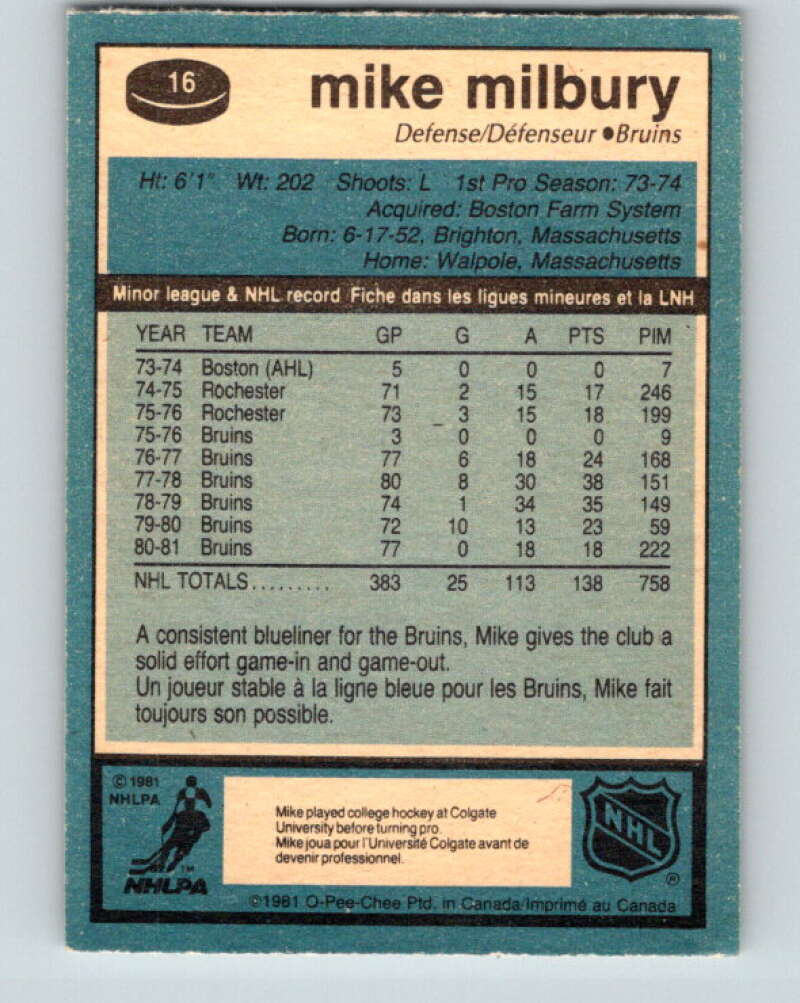 16
mike milbury
Defense/Défenseur ●Bruins
Ht: 6'1" Wt: 202 Shoots: L 1st Pro Season: 73-74
Acquired: Boston Farm System
Born: 6-17-52, Brighton, Massachusetts
Home: Walpole, Massachusetts
Minor league & NHL record Fiche dans les ligues mineures et la LNH
YEAR TEAM GP G A PTS PIM
73-74 Boston (AHL) 5 0 0 0 7
74-75 Rochester 71 2 15 17 246
75-76 Rochester 73 3 15 18 199
75-76 Bruins 3 0 0 0 9
76-77 Bruins 77 6 18 24 168
77-78 Bruins 80 8 30 38 151
78-79 Bruins 74 1 34 35 149
79-80 Bruins 72 10 13 23 59
80-81 Bruins 77 0 18 18 222
NHL TOTALS......... 383 25 113 138 758
A consistent blueliner for the Bruins, Mike gives the club a
solid effort game-in and game-out.
Un joueur stable à la ligne bleue pour les Bruins, Mike fait
toujours son possible.
© 1981
NHLPA
TM
NHLPA
Mike played college hockey at Colgate
University before turning pro.
Mike joua pour l'Université Colgate avant de
devenir professionnel.
NHL
®
©1981 O-Pee-Chee Ptd. in Canada/Imprimé au Canada